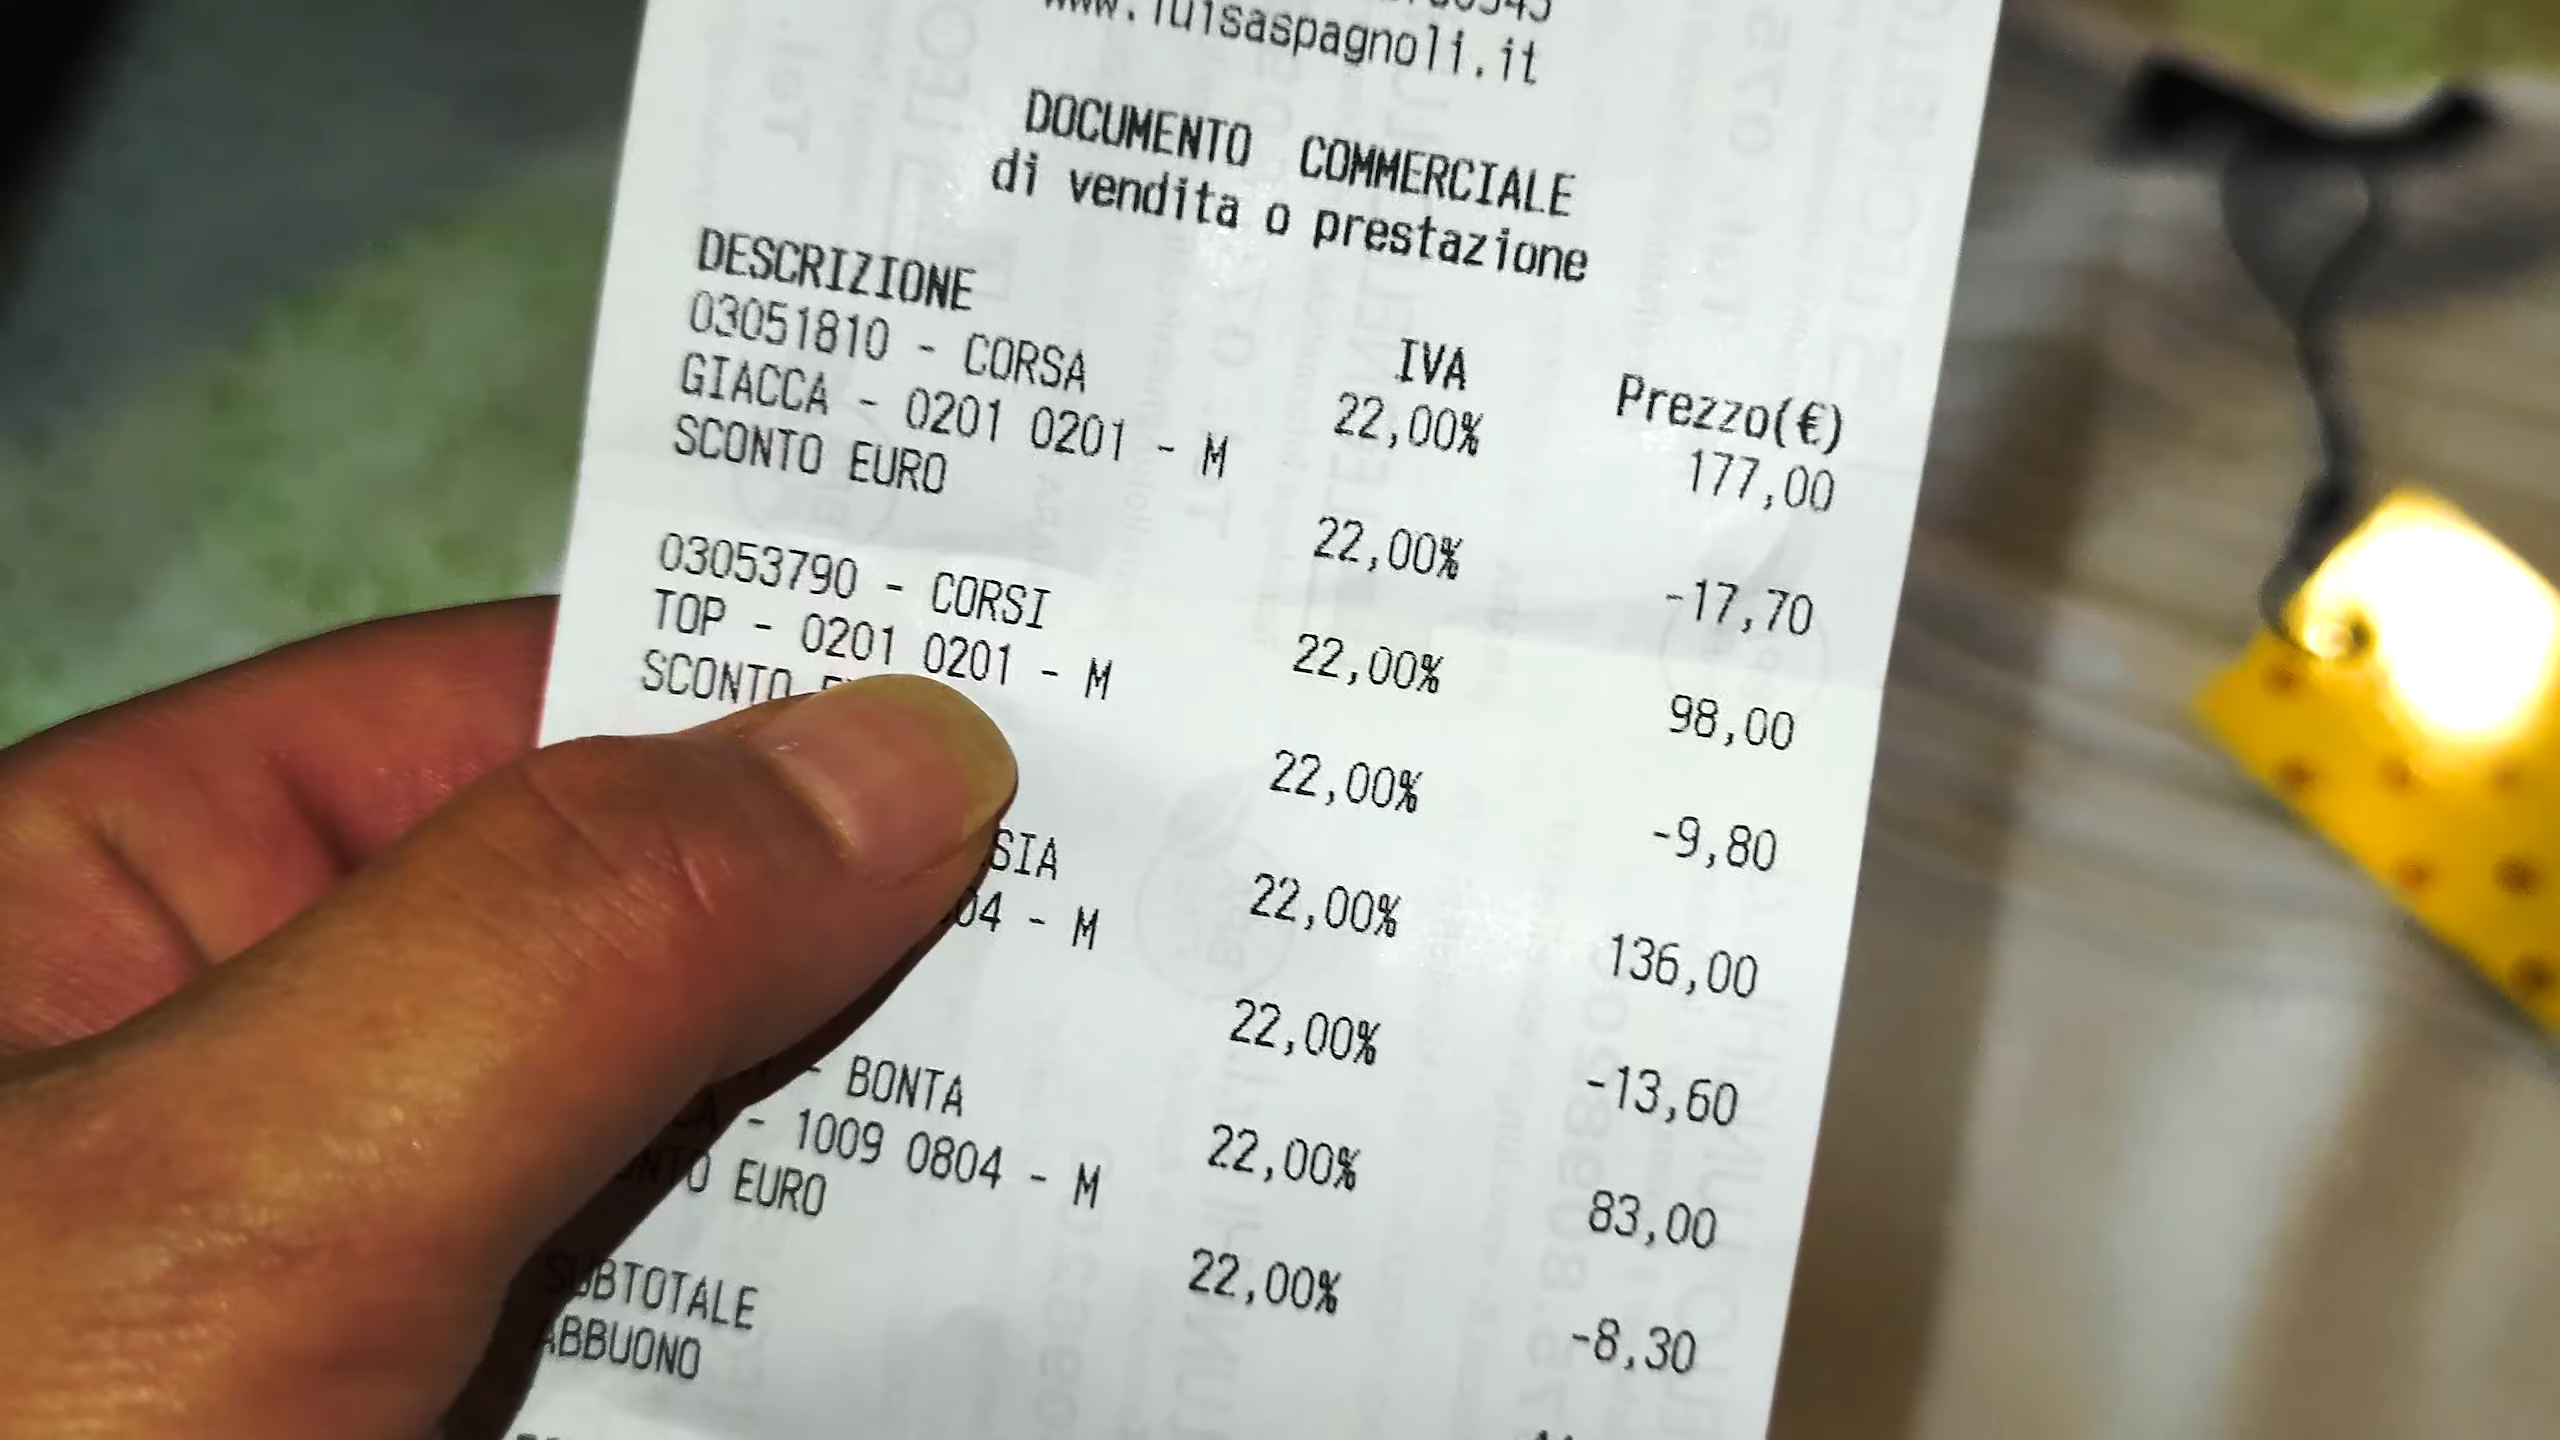 www.luisaspagnoli.it
DOCUMENTO COMMERCIALE
di vendita o prestazione
DESCRIZIONE IVA Prezzo(€)
03051810 - CORSA 22,00% 177,00
GIACCA - 0201 0201 - M
SCONTO EURO 22,00% -17,70
03053790 - CORSI 22,00% 98,00
TOP - 0201 0201 - M
SCONTO 22,00% -9,80
22,00% 136,00
- M
22,00% -13,60
- BONTA 22,00% 83,00
- 1009 0804 - M
EURO 22,00% -8,30
SUBTOTALE
ABBUONO